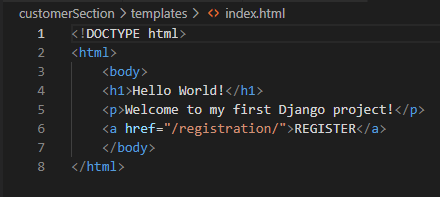 customerSection > templates > <> index.html
1 <!DOCTYPE html>
2 <html>
3     <body>
4     <h1>Hello World!</h1>
5     <p>Welcome to my first Django project!</p>
6     <a href="/registration/">REGISTER</a>
7     </body>
8 </html>